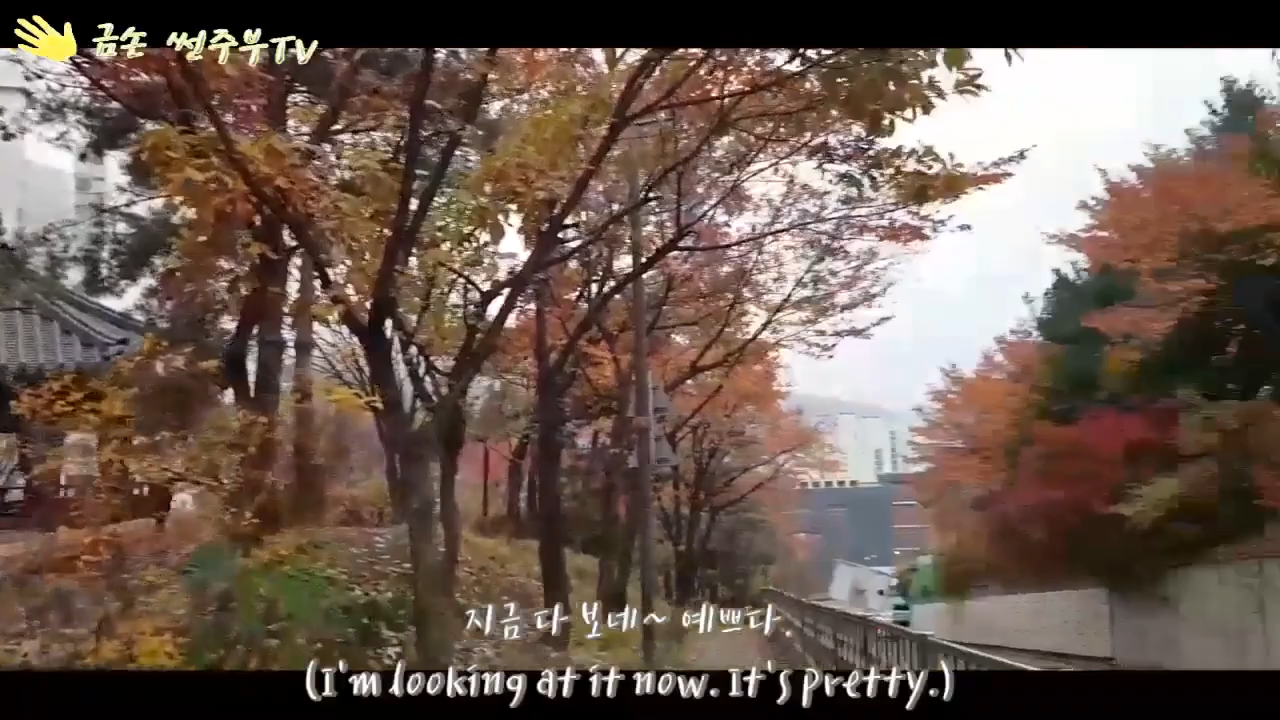 금손 썬주부TV
지금 다 보네~ 예쁘다.
(I'm looking at it now. It's pretty.)